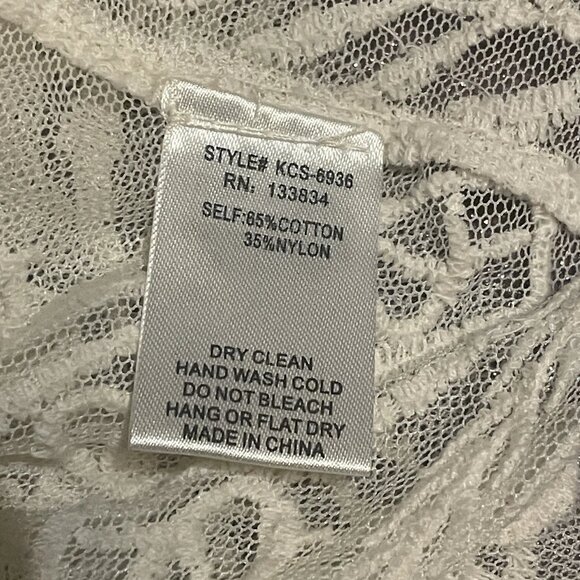 STYLE# KCS-6936
RN: 133834
SELF:65%COTTON
35%NYLON
DRY CLEAN
HAND WASH COLD
DO NOT BLEACH
HANG OR FLAT DRY
MADE IN CHINA